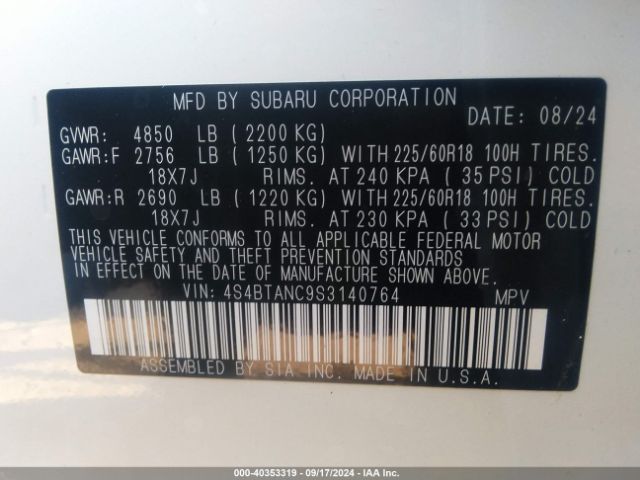 MFD BY SUBARU CORPORATION
DATE: 08/24
GVWR: 4850 LB ( 2200 KG)
GAWR:F 2756 LB ( 1250 KG) WITH 225/60R18 100H TIRES.
18X7J RIMS. AT 240 KPA ( 35 PSI) COLD
GAWR:R 2690 LB ( 1220 KG) WITH 225/60R18 100H TIRES.
18X7J RIMS. AT 230 KPA ( 33 PSI) COLD
THIS VEHICLE CONFORMS TO ALL APPLICABLE FEDERAL MOTOR
VEHICLE SAFETY AND THEFT PREVENTION STANDARDS
IN EFFECT ON THE DATE OF MANUFACTURE SHOWN ABOVE.
VIN: 4S4BTANC9S3140764 MPV
ASSEMBLED BY SIA INC. MADE IN U.S.A.
000-40353319 - 09/17/2024 - IAAI.com